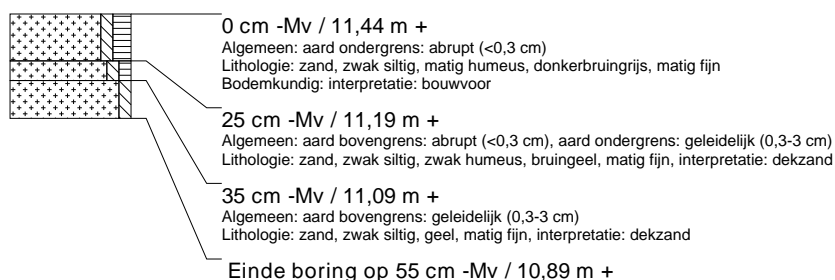 0 cm -Mv / 11,44 m +
Algemeen: aard ondergrens: abrupt (<0,3 cm)
Lithologie: zand, zwak siltig, matig humeus, donkerbruingrijs, matig fijn
Bodemkundig: interpretatie: bouwvoor
25 cm -Mv / 11,19 m +
Algemeen: aard bovengrens: abrupt (<0,3 cm), aard ondergrens: geleidelijk (0,3-3 cm)
Lithologie: zand, zwak siltig, zwak humeus, bruingeel, matig fijn, interpretatie: dekzand
35 cm -Mv / 11,09 m +
Algemeen: aard bovengrens: geleidelijk (0,3-3 cm)
Lithologie: zand, zwak siltig, geel, matig fijn, interpretatie: dekzand
Einde boring op 55 cm -Mv / 10,89 m +